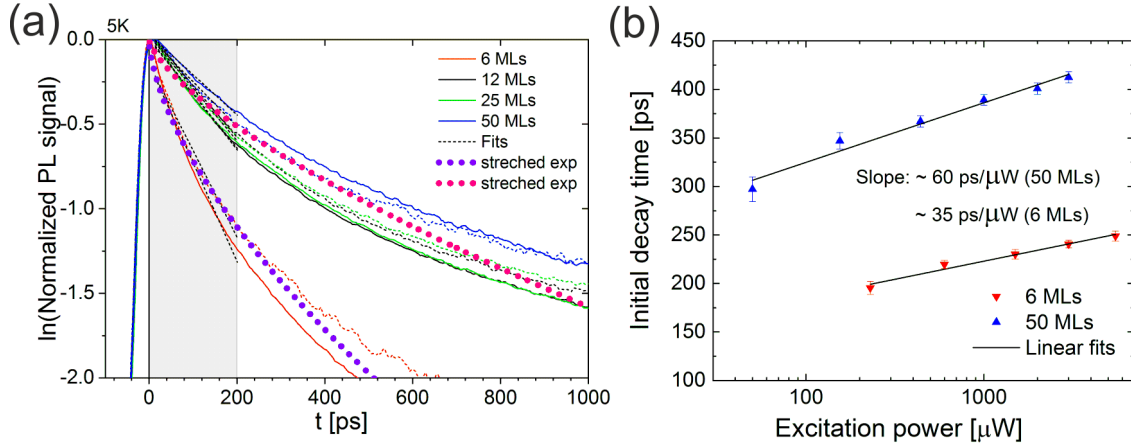 (a)
5K
ln(Normalized PL signal)
0.0
-0.5
-1.0
-1.5
-2.0
6 MLs
12 MLs
25 MLs
50 MLs
Fits
streched exp
streched exp
0 200 400 600 800 1000
t [ps]
(b)
Initial decay time [ps]
450
400
350
300
250
200
150
100
Slope: ~ 60 ps/μW (50 MLs)
~ 35 ps/μW (6 MLs)
6 MLs
50 MLs
Linear fits
100 1000
Excitation power [μW]